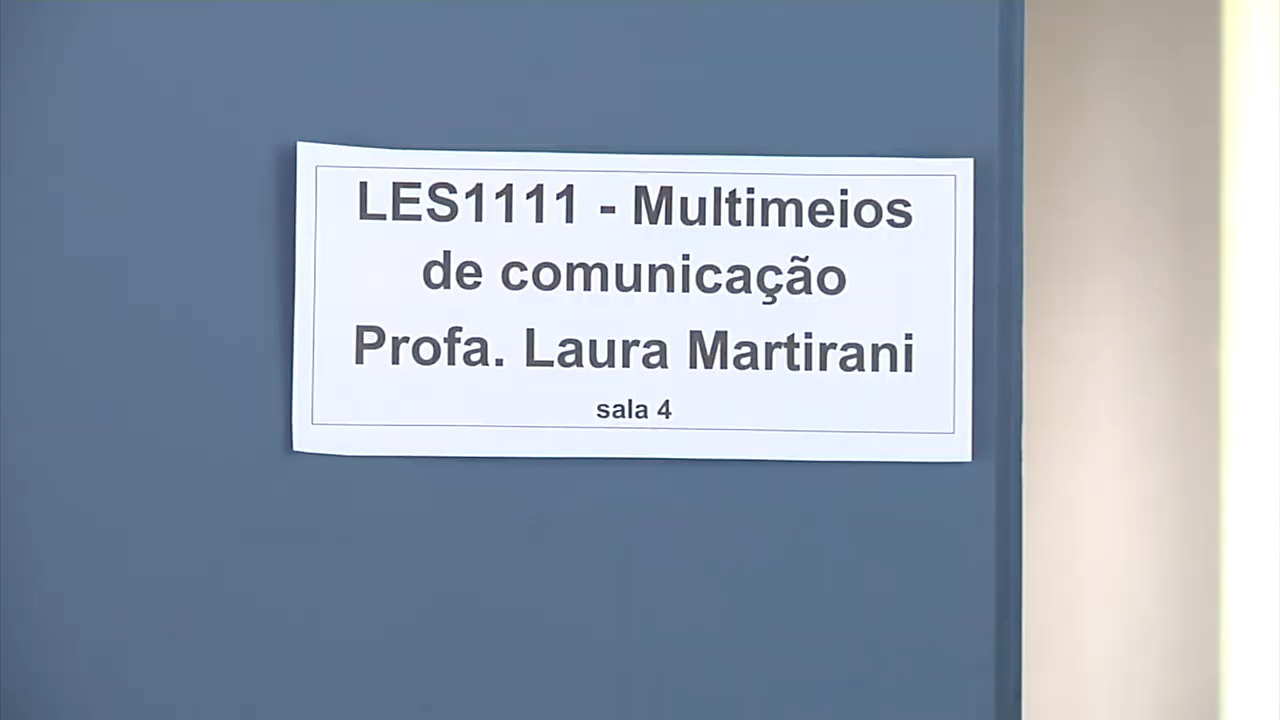 LES1111 - Multimeios
de comunicação
Profa. Laura Martirani
sala 4